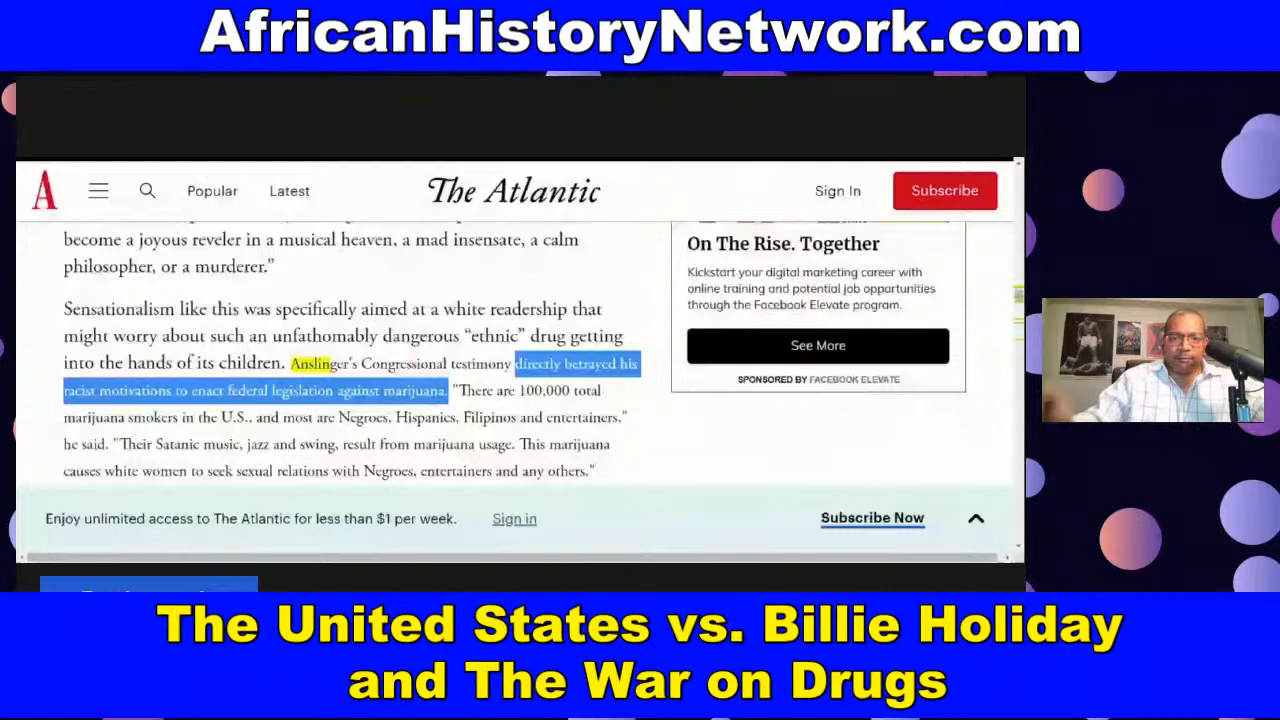 AfricanHistoryNetwork.com
A
Popular
Latest
The Atlantic
Sign In
Subscribe
become a joyous reveler in a musical heaven, a mad insensate, a calm
philosopher, or a murderer.”
Sensationalism like this was specifically aimed at a white readership that
might worry about such an unfathomably dangerous “ethnic” drug getting
into the hands of its children. Anslinger's Congressional testimony directly betrayed his
racist motivations to enact federal legislation against marijuana. "There are 100,000 total
marijuana smokers in the U.S., and most are Negroes, Hispanics, Filipinos and entertainers,"
he said. "Their Satanic music, jazz and swing, result from marijuana usage. This marijuana
causes white women to seek sexual relations with Negroes, entertainers and any others."
On The Rise. Together
Kickstart your digital marketing career with
online training and potential job opportunities
through the Facebook Elevate program.
See More
SPONSORED BY FACEBOOK ELEVATE
Enjoy unlimited access to The Atlantic for less than $1 per week.
Sign in
Subscribe Now
The United States vs. Billie Holiday
and The War on Drugs